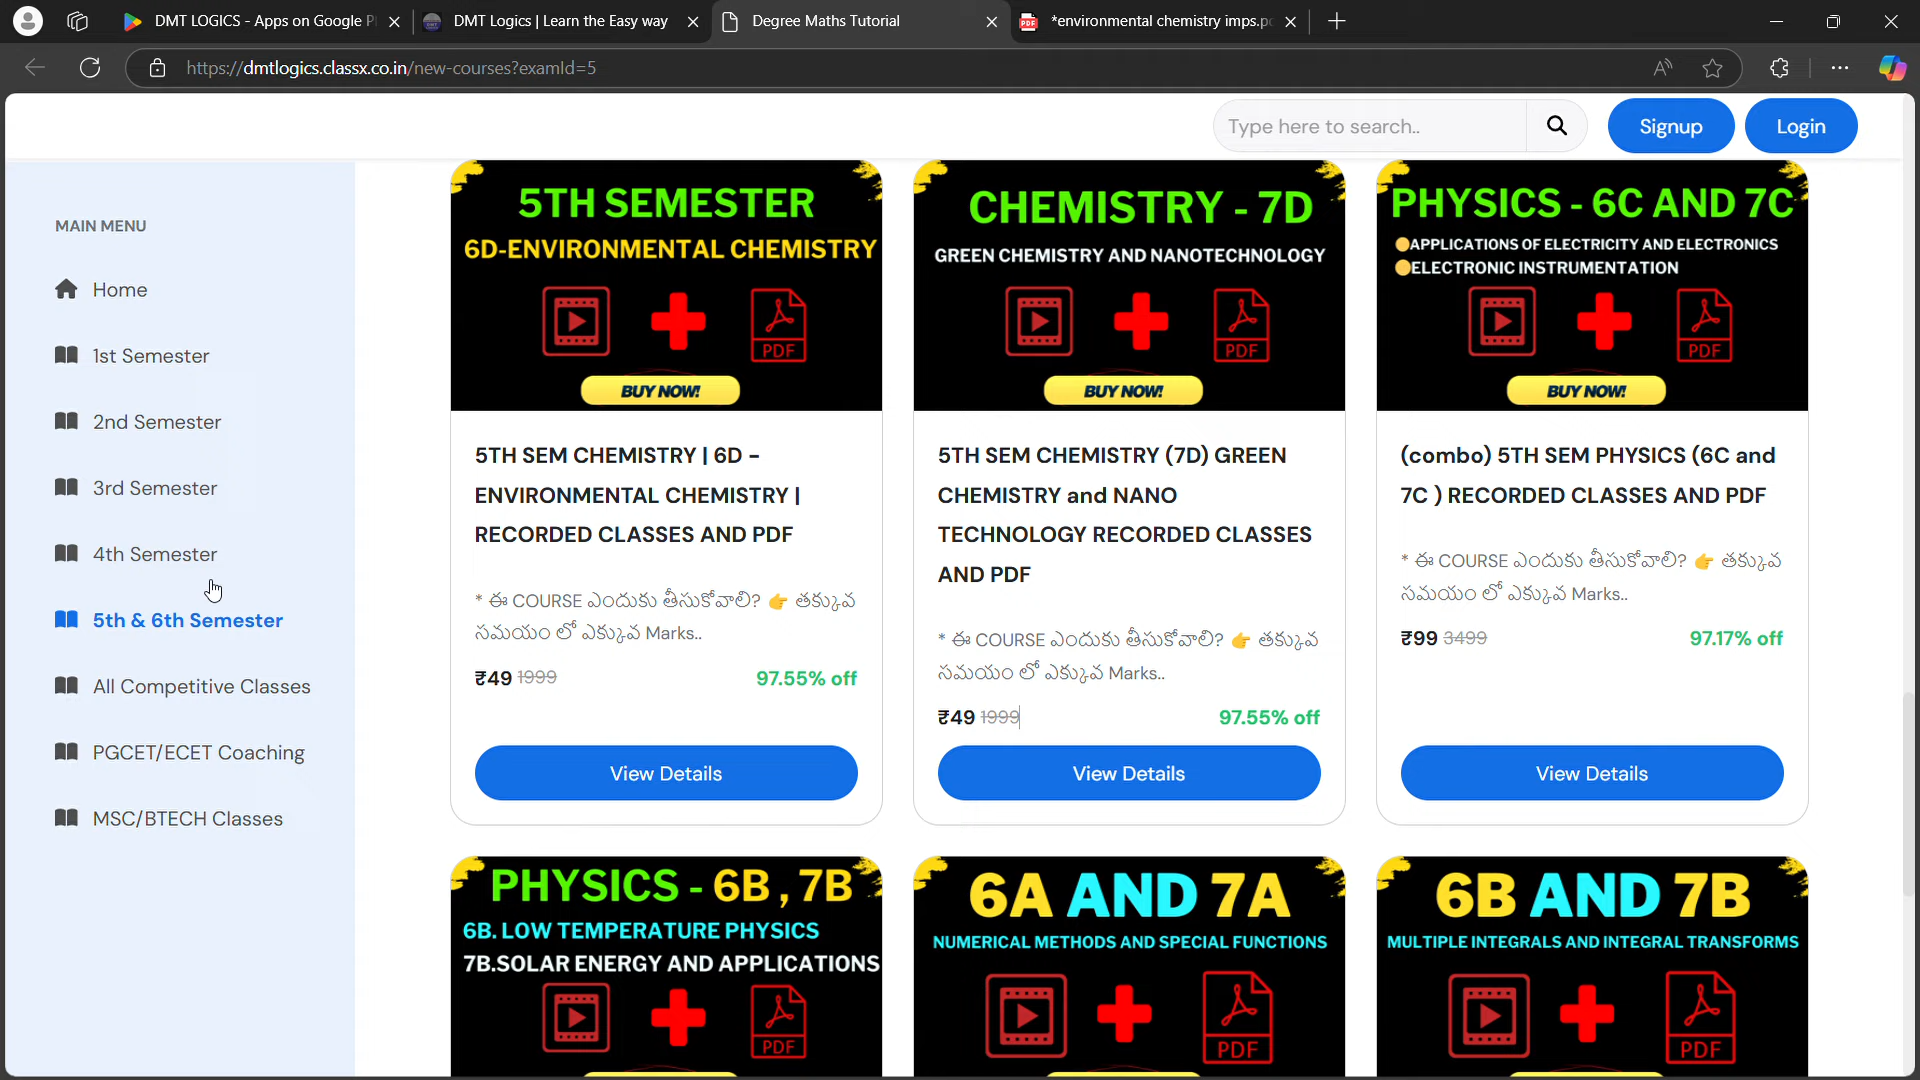 DMT LOGICS - Apps on Google P
DMT Logics | Learn the Easy way
Degree Maths Tutorial
*environmental chemistry imps.p
https://dmtlogics.classx.co.in/new-courses?examId=5
Type here to search..
Signup
Login
MAIN MENU
Home
1st Semester
2nd Semester
3rd Semester
4th Semester
5th & 6th Semester
All Competitive Classes
PGCET/ECET Coaching
MSC/BTECH Classes
5TH SEMESTER
6D-ENVIRONMENTAL CHEMISTRY
PDF
BUY NOW!
5TH SEM CHEMISTRY | 6D -
ENVIRONMENTAL CHEMISTRY |
RECORDED CLASSES AND PDF
* ఈ COURSE ఎందుకు తీసుకోవాలి? 👉 తక్కువ
సమయం లో ఎక్కువ Marks..
₹49 1999 97.55% off
View Details
CHEMISTRY - 7D
GREEN CHEMISTRY AND NANOTECHNOLOGY
PDF
BUY NOW!
5TH SEM CHEMISTRY (7D) GREEN
CHEMISTRY and NANO
TECHNOLOGY RECORDED CLASSES
AND PDF
* ఈ COURSE ఎందుకు తీసుకోవాలి? 👉 తక్కువ
సమయం లో ఎక్కువ Marks..
₹49 1999 97.55% off
View Details
PHYSICS - 6C AND 7C
APPLICATIONS OF ELECTRICITY AND ELECTRONICS
ELECTRONIC INSTRUMENTATION
PDF
BUY NOW!
(combo) 5TH SEM PHYSICS (6C and
7C ) RECORDED CLASSES AND PDF
* ఈ COURSE ఎందుకు తీసుకోవాలి? 👉 తక్కువ
సమయం లో ఎక్కువ Marks..
₹99 3499 97.17% off
View Details
PHYSICS - 6B , 7B
6B. LOW TEMPERATURE PHYSICS
7B.SOLAR ENERGY AND APPLICATIONS
PDF
6A AND 7A
NUMERICAL METHODS AND SPECIAL FUNCTIONS
PDF
6B AND 7B
MULTIPLE INTEGRALS AND INTEGRAL TRANSFORMS
PDF